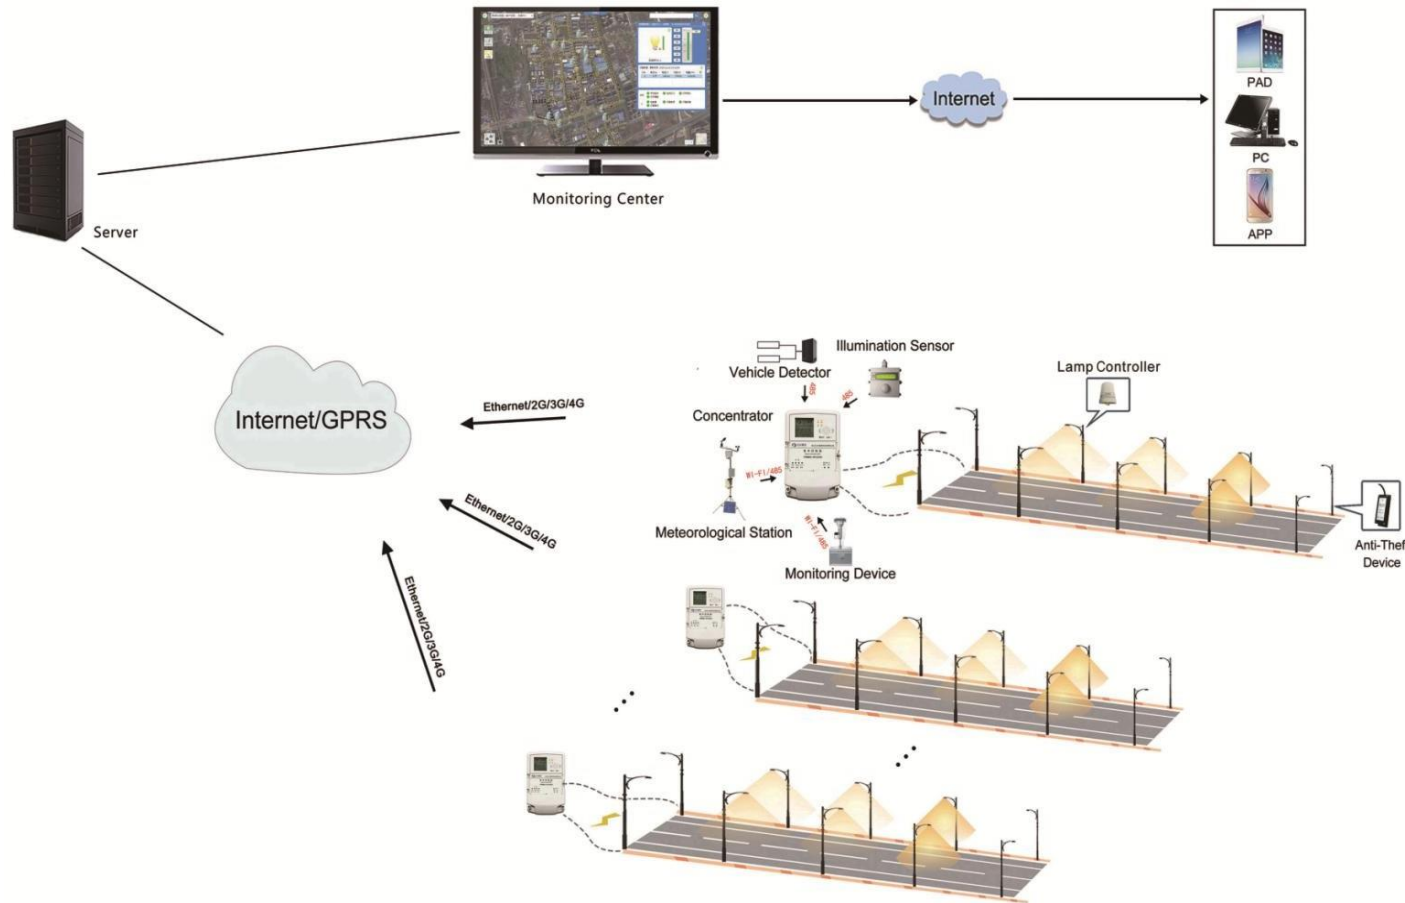 PAD
Internet
PC
APP
Monitoring Center
Server
Internet/GPRS
Ethernet/2G/3G/4G
Ethernet/2G/3G/4G
Ethernet/2G/3G/4G
Illumination Sensor
Vehicle Detector
485
485
Concentrator
Wi-Fi/485
Meteorological Station
Wi-Fi/485
Monitoring Device
Lamp Controller
Anti-Thef
Device